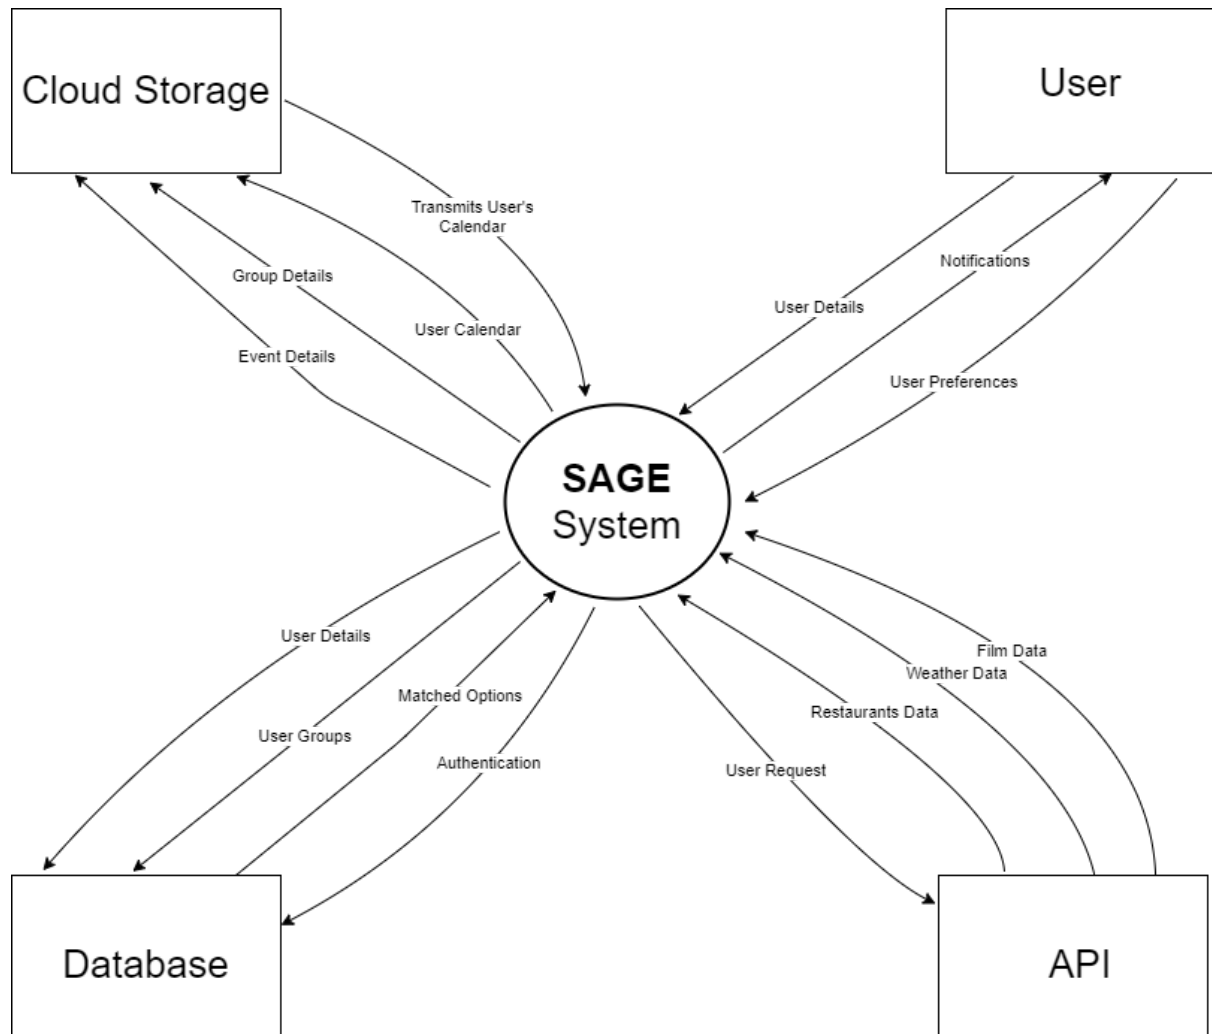 Cloud Storage
User
Transmits User's
Calendar
Group Details
Notifications
User Details
User Calendar
Event Details
User Preferences
SAGE
System
User Details
Film Data
Weather Data
Matched Options
Restaurants Data
User Groups
Authentication
User Request
Database
API